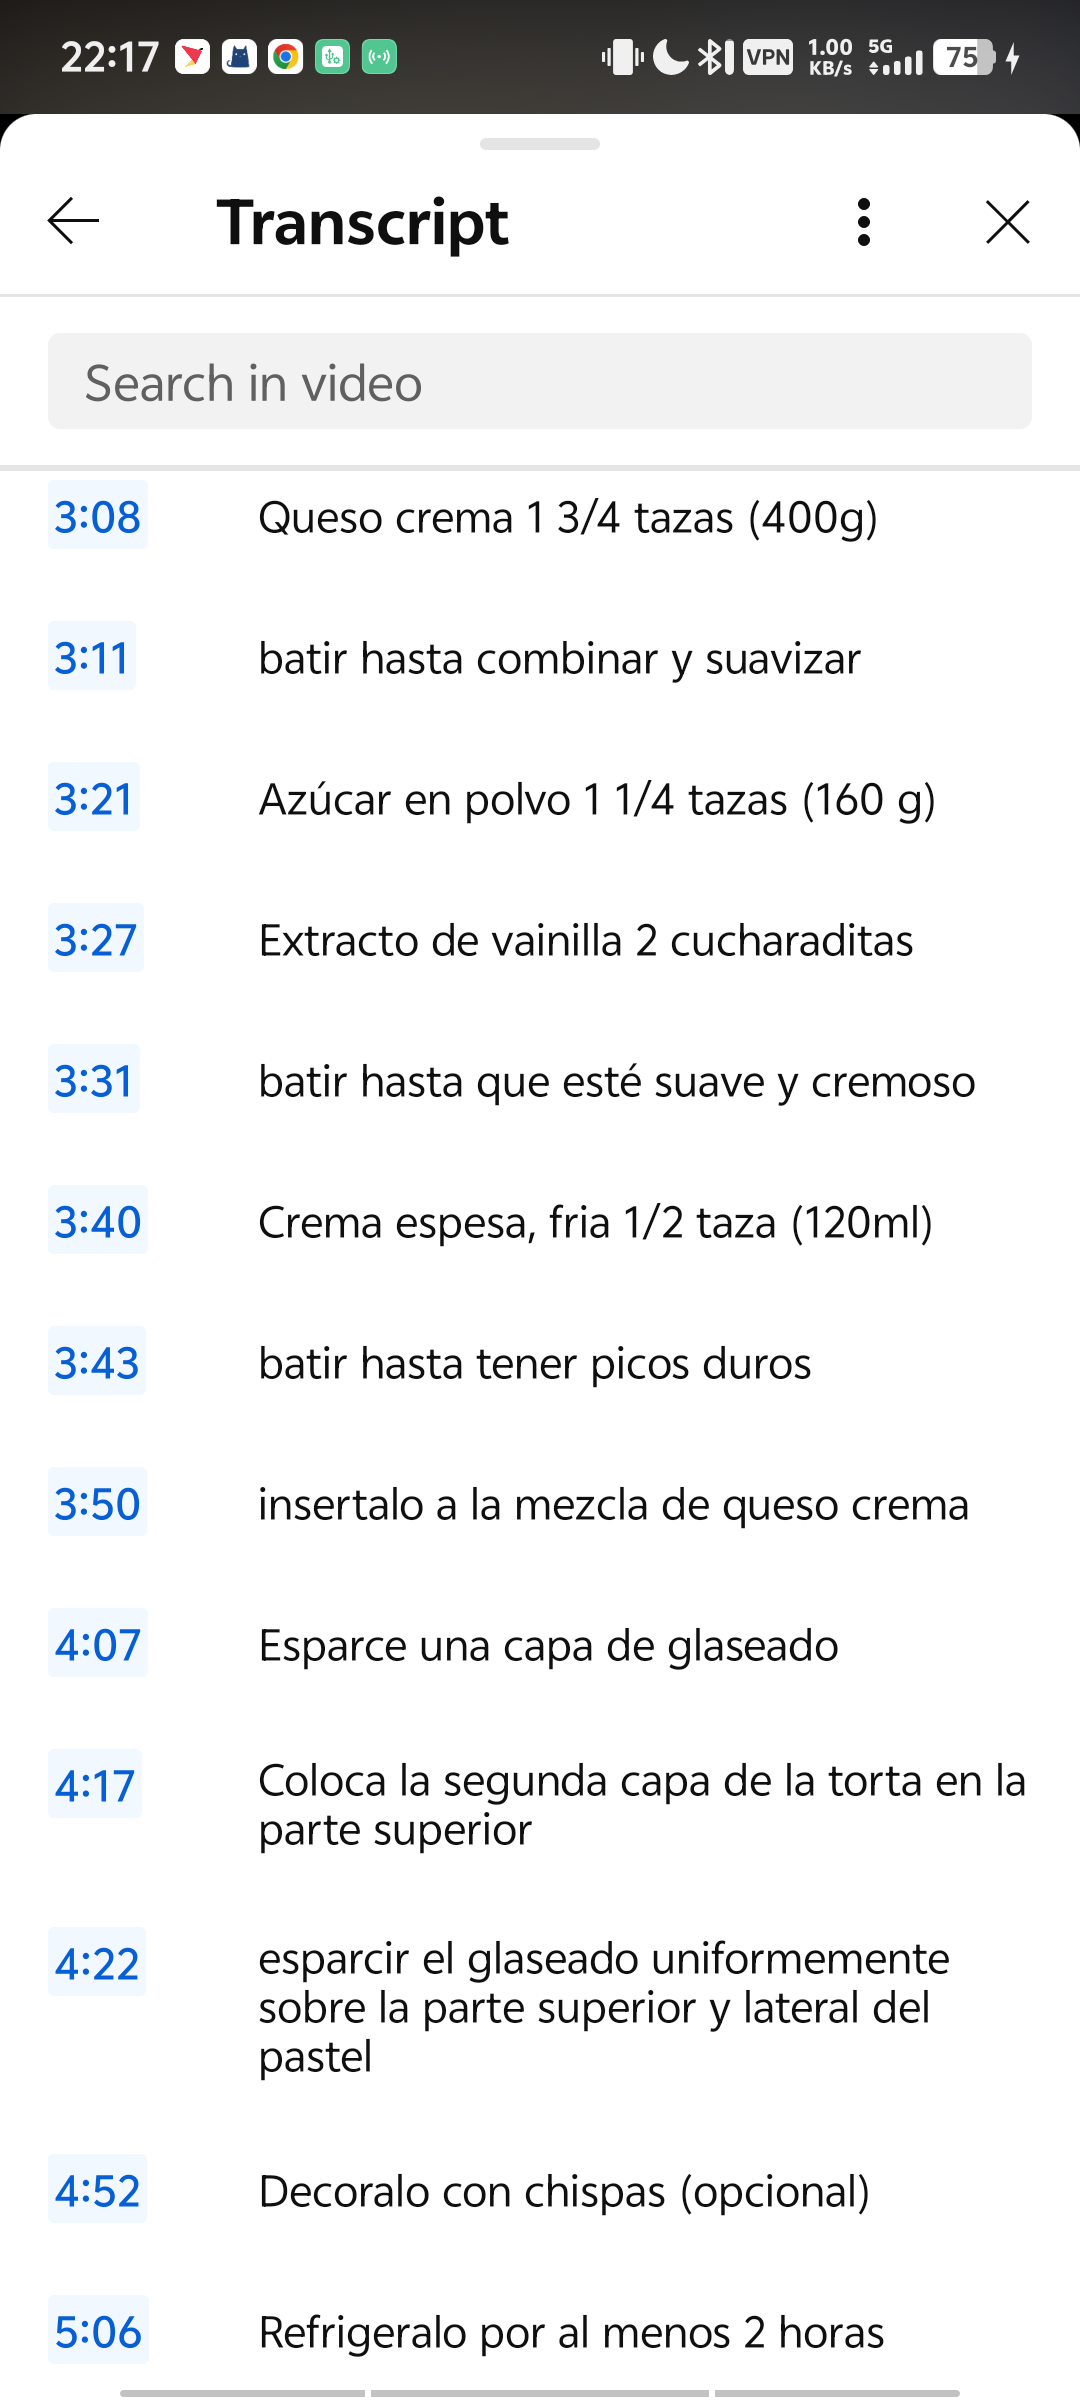 22:17
VPN
1.00
KB/s
5G
75
Transcript
Search in video
3:08 Queso crema 1 3/4 tazas (400g)
3:11 batir hasta combinar y suavizar
3:21 Azúcar en polvo 1 1/4 tazas (160 g)
3:27 Extracto de vainilla 2 cucharaditas
3:31 batir hasta que esté suave y cremoso
3:40 Crema espesa, fria 1/2 taza (120ml)
3:43 batir hasta tener picos duros
3:50 insertalo a la mezcla de queso crema
4:07 Esparce una capa de glaseado
4:17 Coloca la segunda capa de la torta en la
parte superior
4:22 esparcir el glaseado uniformemente
sobre la parte superior y lateral del
pastel
4:52 Decoralo con chispas (opcional)
5:06 Refrigeralo por al menos 2 horas